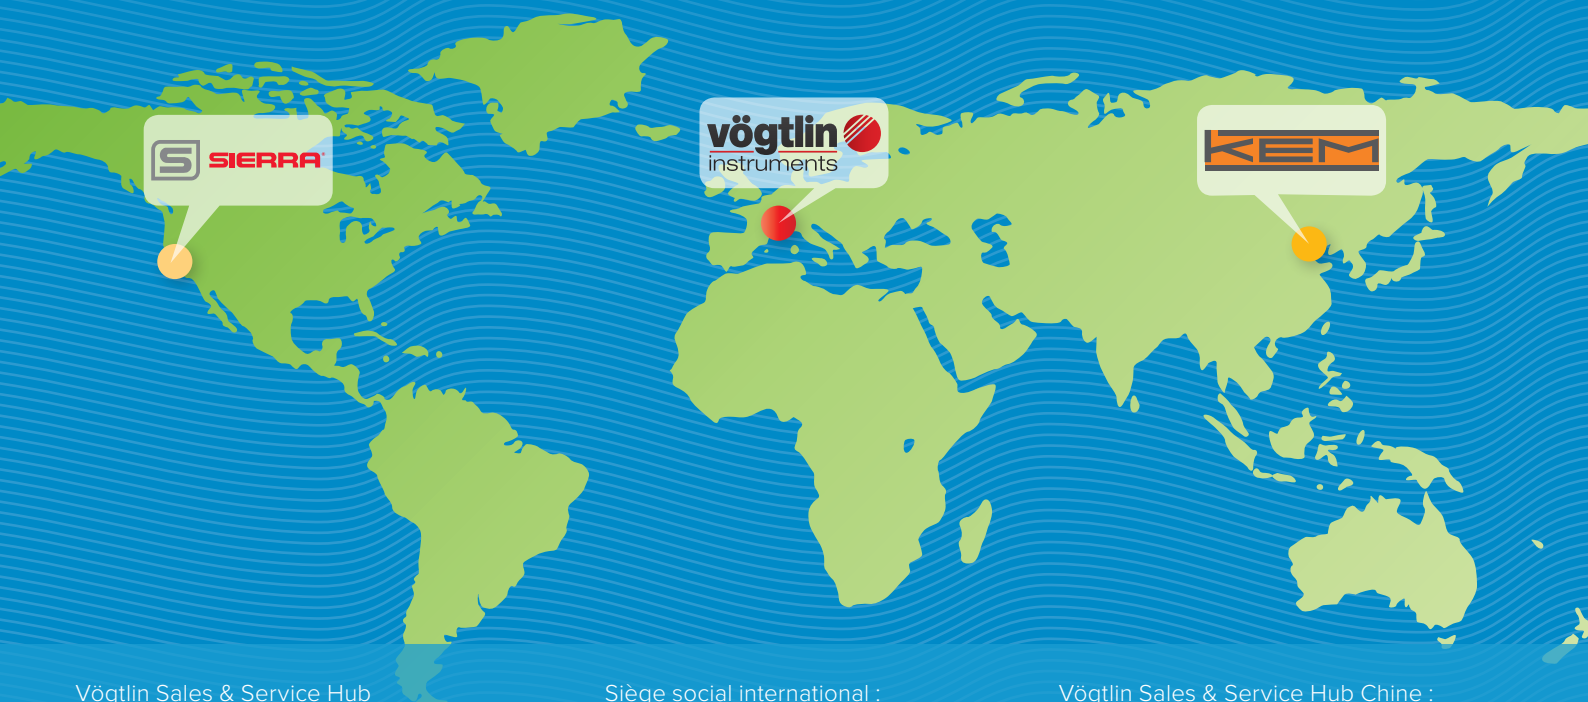 SIERRA
vögtlin
instruments
KEM
Vögtlin Sales & Service Hub
Siège social international :
Vögtlin Sales & Service Hub Chine :